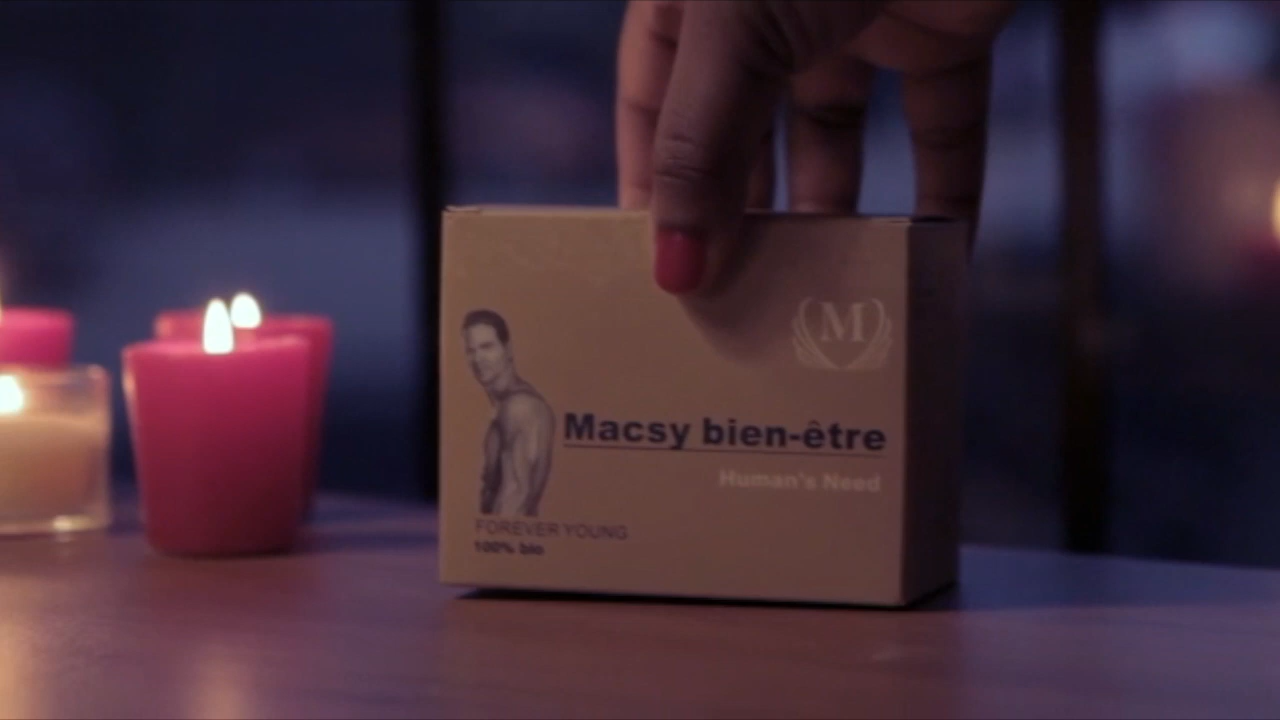 M
Macsy bien-être
Human's Need
FOREVER YOUNG
100% bio